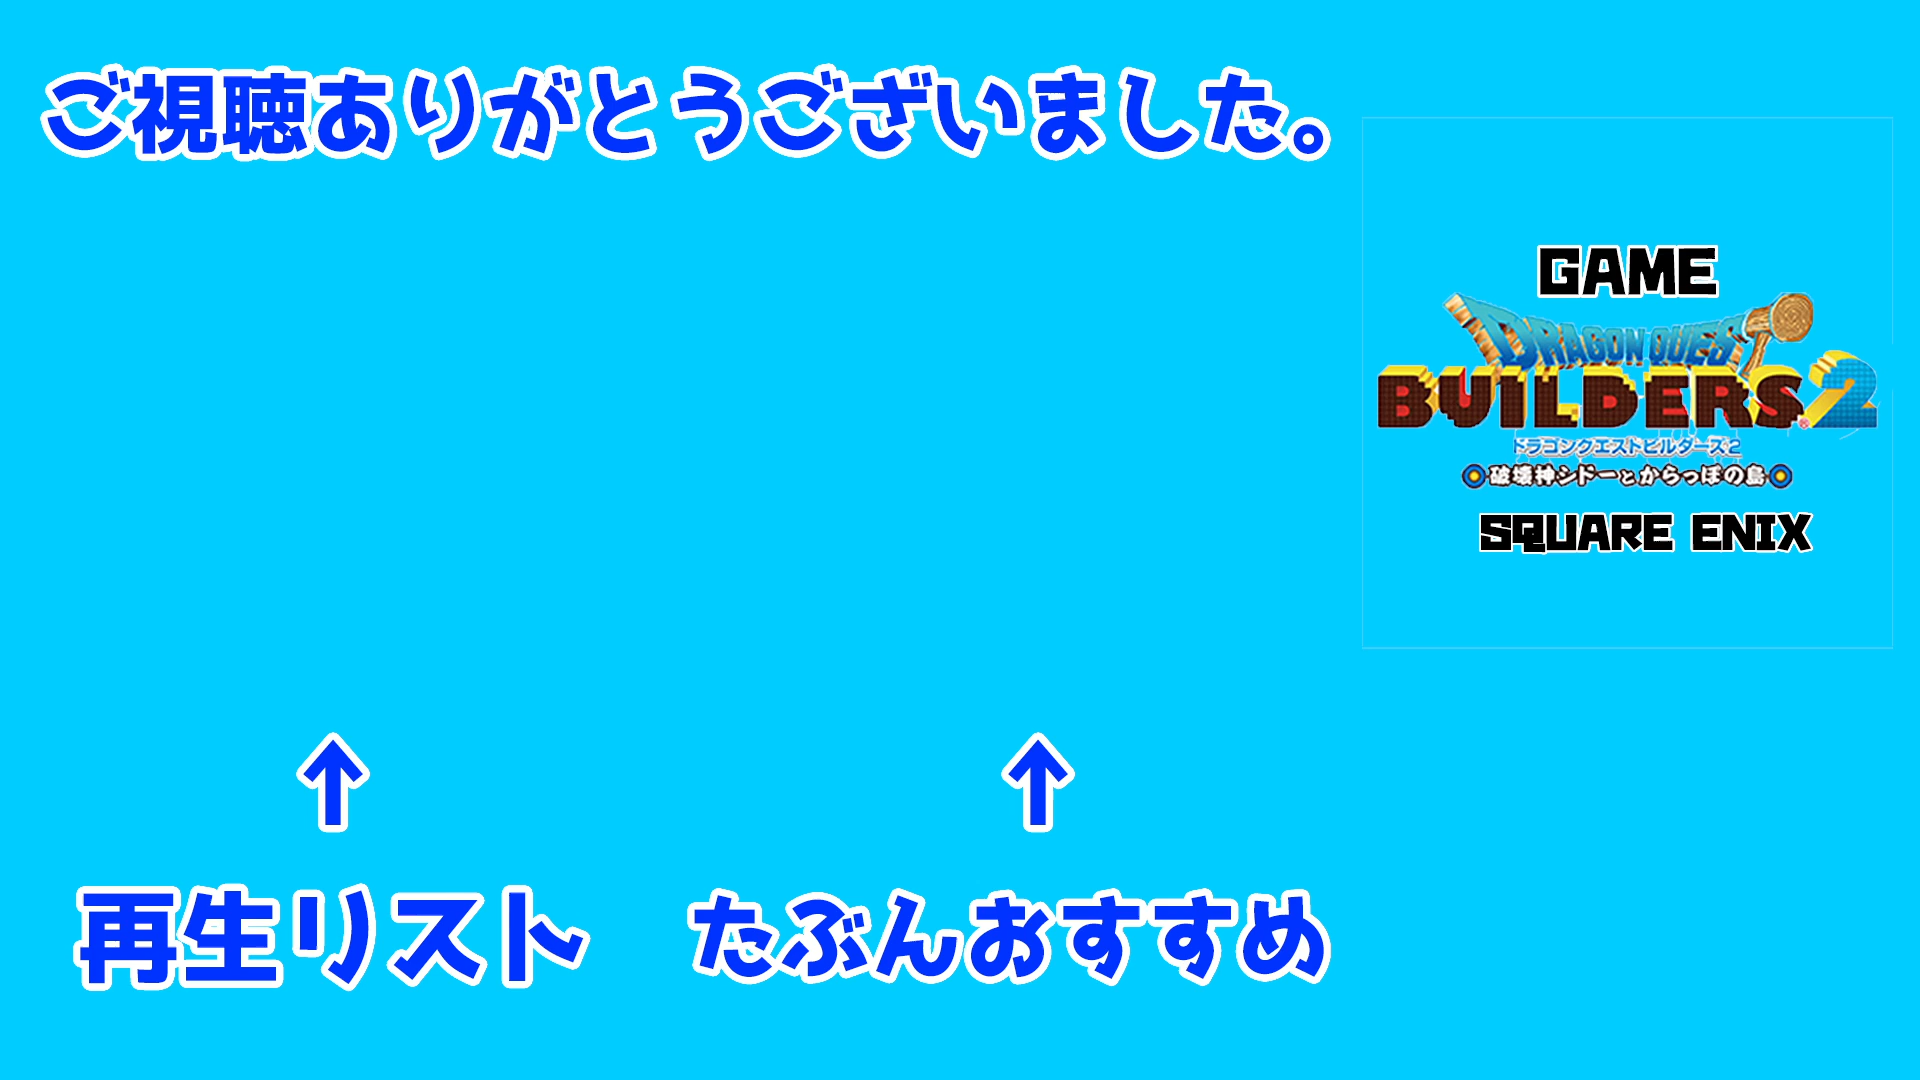 ご視聴ありがとうございました。
GAME
DRAGON QUEST
BUILDERS®2
ドラゴンクエストビルダーズ2
破壊神シドーとからっぽの島
SQUARE ENIX
↑ ↑
再生リスト たぶんおすすめ